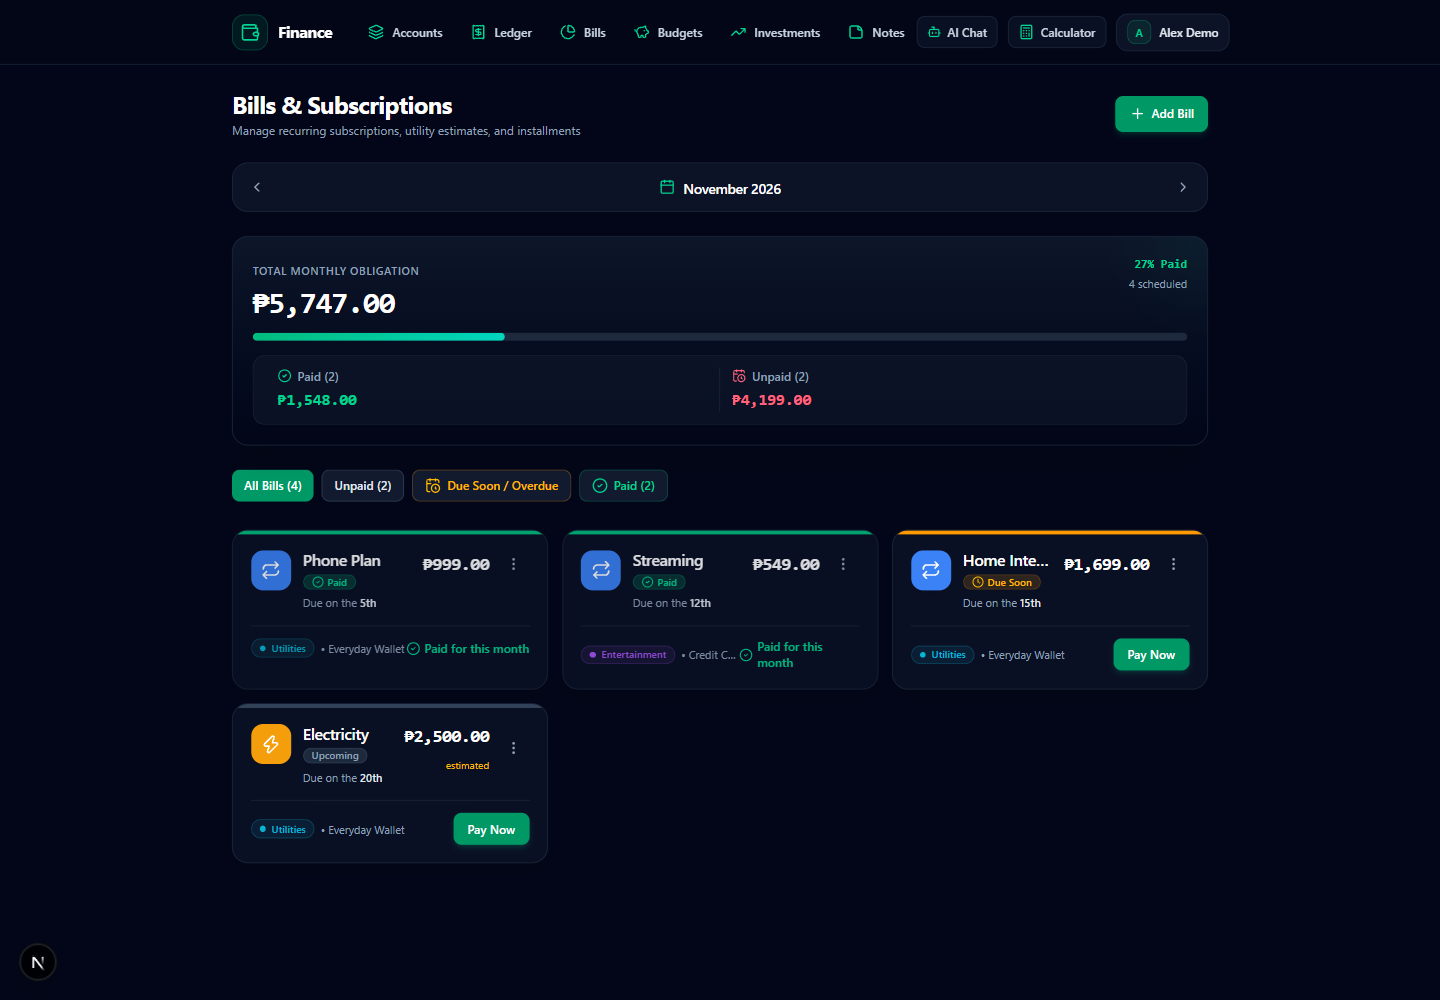 Finance
Accounts
Ledger
Bills
Budgets
Investments
Notes
AI Chat
Calculator
A
Alex Demo
Bills & Subscriptions
Manage recurring subscriptions, utility estimates, and installments
Add Bill
November 2026
TOTAL MONTHLY OBLIGATION
27% Paid
₱5,747.00
4 scheduled
Paid (2)
₱1,548.00
Unpaid (2)
₱4,199.00
All Bills (4)
Unpaid (2)
Due Soon / Overdue
Paid (2)
Phone Plan
₱999.00
Paid
Due on the 5th
Utilities
• Everyday Wallet
Paid for this month
Streaming
₱549.00
Paid
Due on the 12th
Entertainment
• Credit C...
Paid for this
month
Home Inte...
₱1,699.00
Due Soon
Due on the 15th
Utilities
• Everyday Wallet
Pay Now
Electricity
₱2,500.00
Upcoming
estimated
Due on the 20th
Utilities
• Everyday Wallet
Pay Now
N